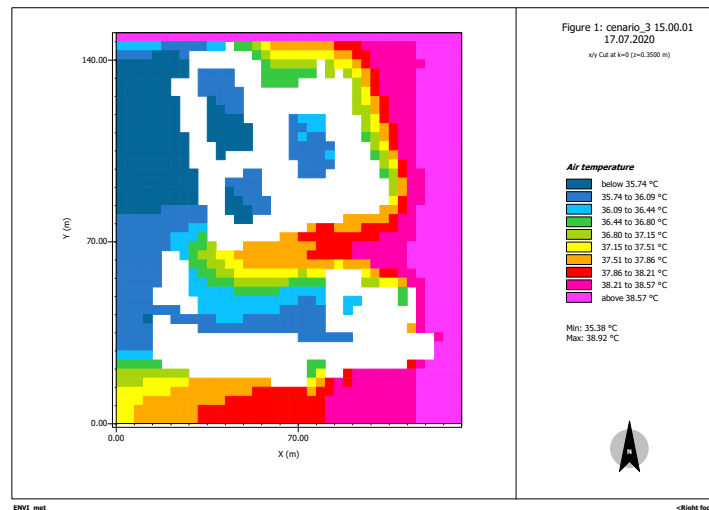 Figure 1: cenario_3 15.00.01
17.07.2020
x/y Cut at k=0 (z=0.3500 m)
140.00
70.00
0.00
Y (m)
0.00
70.00
X (m)
Air temperature
below 35.74 °C
35.74 to 36.09 °C
36.09 to 36.44 °C
36.44 to 36.80 °C
36.80 to 37.15 °C
37.15 to 37.51 °C
37.51 to 37.86 °C
37.86 to 38.21 °C
38.21 to 38.57 °C
above 38.57 °C
Min: 35.38 °C
Max: 38.92 °C
N
ENVI_met
<Right foo